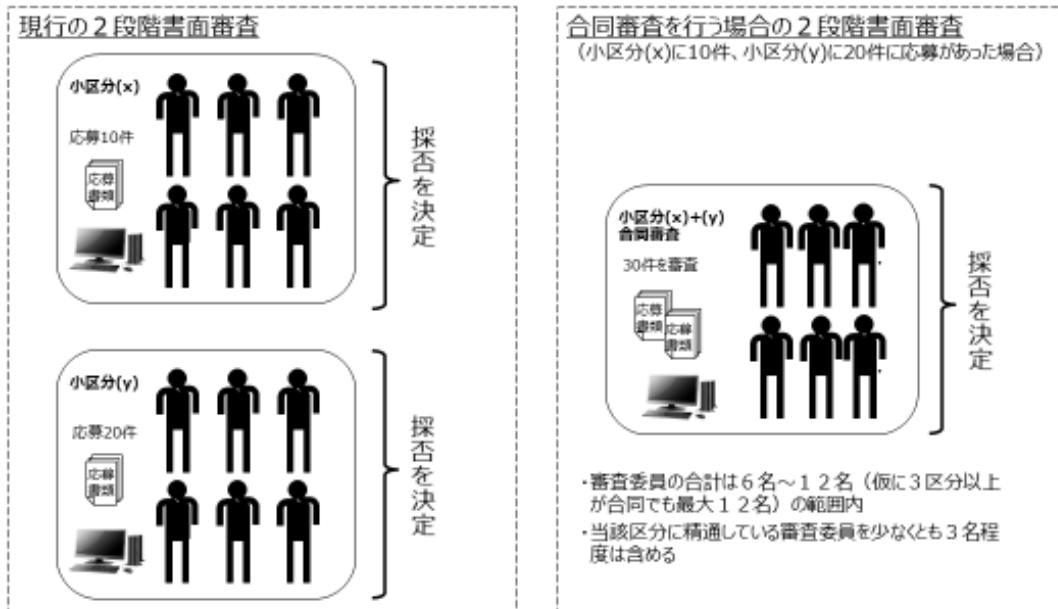 現行の２段階書面審査
小区分(x)
応募10件
応募
書類
採否を決定
小区分(y)
応募20件
応募
書類
採否を決定
合同審査を行う場合の２段階書面審査
（小区分(x)に10件、小区分(y)に20件に応募があった場合）
小区分(x)+(y)
合同審査
30件を審査
応募
書類
応募
書類
採否を決定
・審査委員の合計は６名～１２名（仮に３区分以上
が合同でも最大１２名）の範囲内
・当該区分に精通している審査委員を少なくとも３名程
度は含める